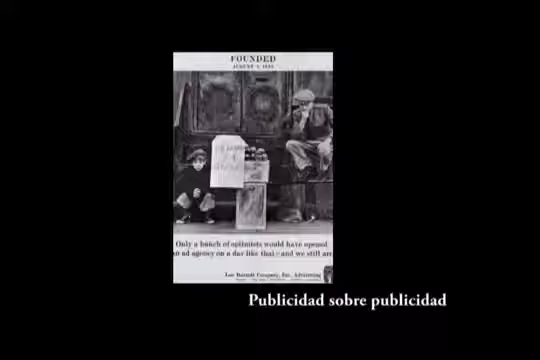 FOUNDED
AUGUST 5, 1935
Only a bunch of optimists would have opened
an ad agency on a day like that—and we still are
Leo Burnett Company, Inc. Advertising
Publicidad sobre publicidad